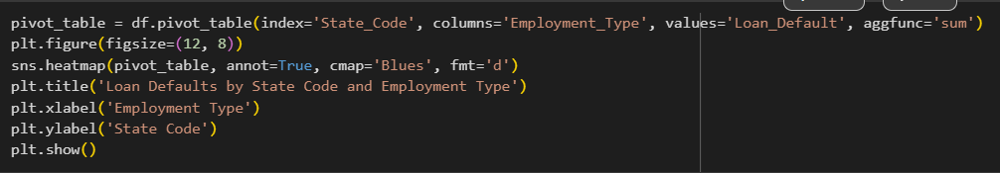 pivot_table = df.pivot_table(index='State_Code', columns='Employment_Type', values='Loan_Default', aggfunc='sum')
plt.figure(figsize=(12, 8))
sns.heatmap(pivot_table, annot=True, cmap='Blues', fmt='d')
plt.title('Loan Defaults by State Code and Employment Type')
plt.xlabel('Employment Type')
plt.ylabel('State Code')
plt.show()